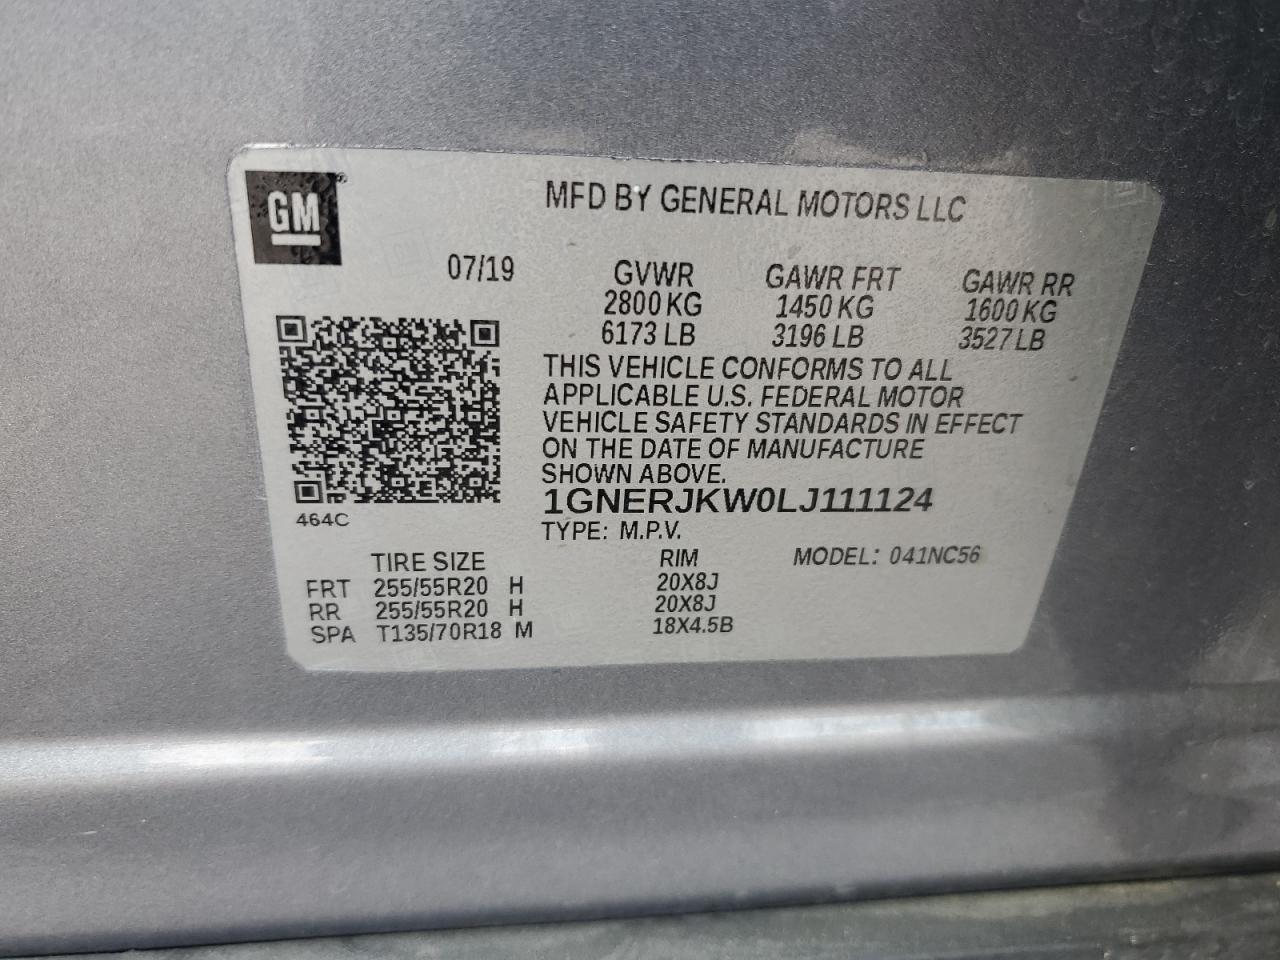 GM
MFD BY GENERAL MOTORS LLC
07/19
GVWR GAWR FRT GAWR RR
2800 KG 1450 KG 1600 KG
6173 LB 3196 LB 3527 LB
THIS VEHICLE CONFORMS TO ALL
APPLICABLE U.S. FEDERAL MOTOR
VEHICLE SAFETY STANDARDS IN EFFECT
ON THE DATE OF MANUFACTURE
SHOWN ABOVE.
1GNERJKW0LJ111124
464C
TYPE: M.P.V.
TIRE SIZE RIM MODEL: 041NC56
FRT 255/55R20 H 20X8J
RR 255/55R20 H 20X8J
SPA T135/70R18 M 18X4.5B